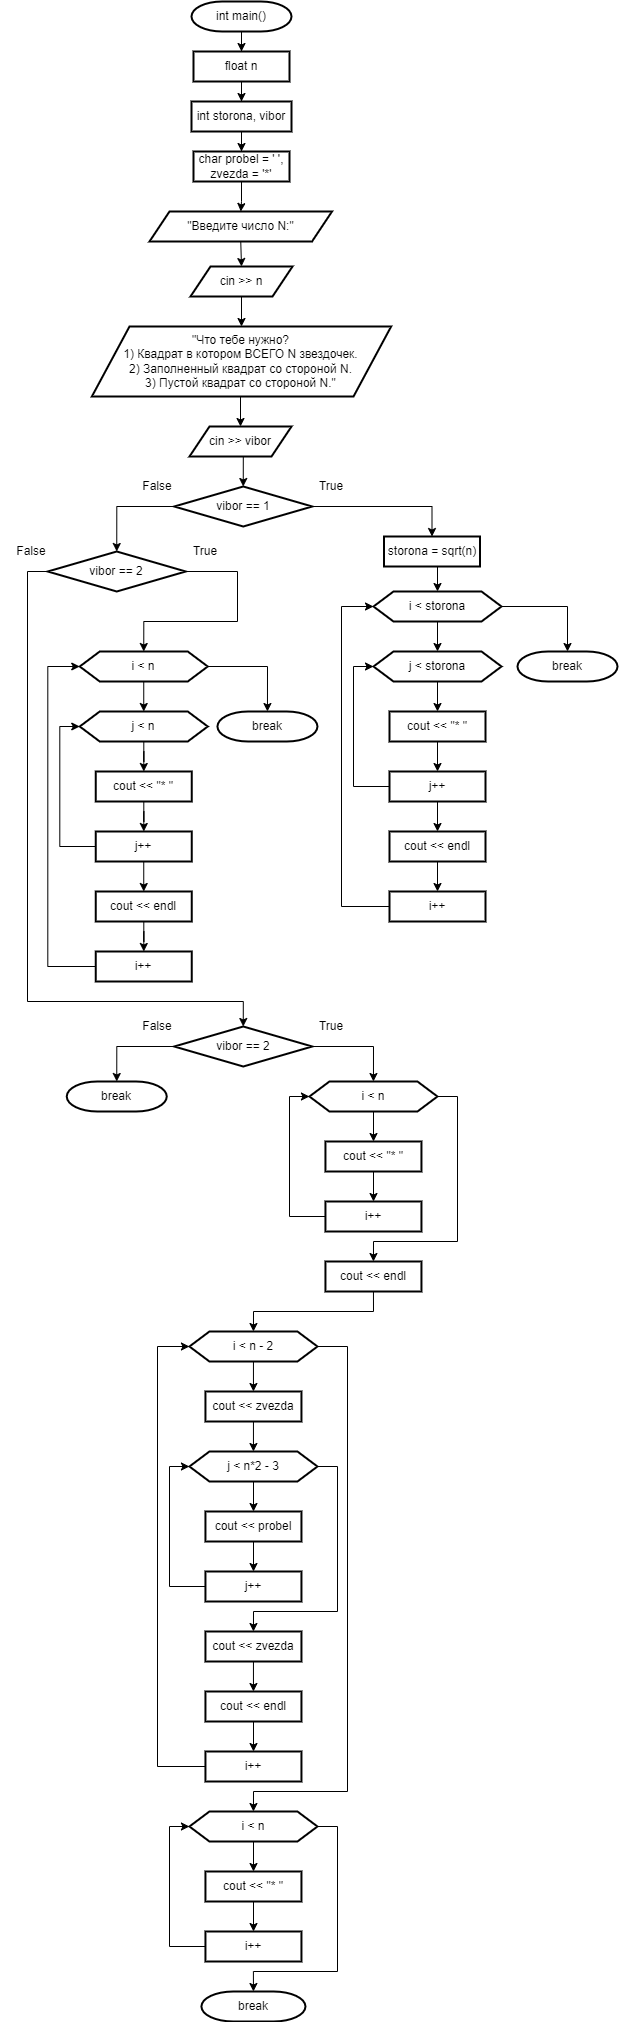 int main()
float n
int storona, vibor
char probel = ' ',
zvezda = '*'
"Введите число N:"
cin >> n
"Что тебе нужно?
1) Квадрат в котором ВСЕГО N звездочек.
2) Заполненный квадрат со стороной N.
3) Пустой квадрат со стороной N."
cin >> vibor
False
True
vibor == 1
False
True
vibor == 2
storona = sqrt(n)
i < storona
j < storona
break
cout << "* "
j++
cout << endl
i++
i < n
j < n
break
cout << "* "
j++
cout << endl
i++
False
True
vibor == 2
break
i < n
cout << "* "
i++
cout << endl
i < n - 2
cout << zvezda
j < n*2 - 3
cout << probel
j++
cout << zvezda
cout << endl
i++
i < n
cout << "* "
i++
break